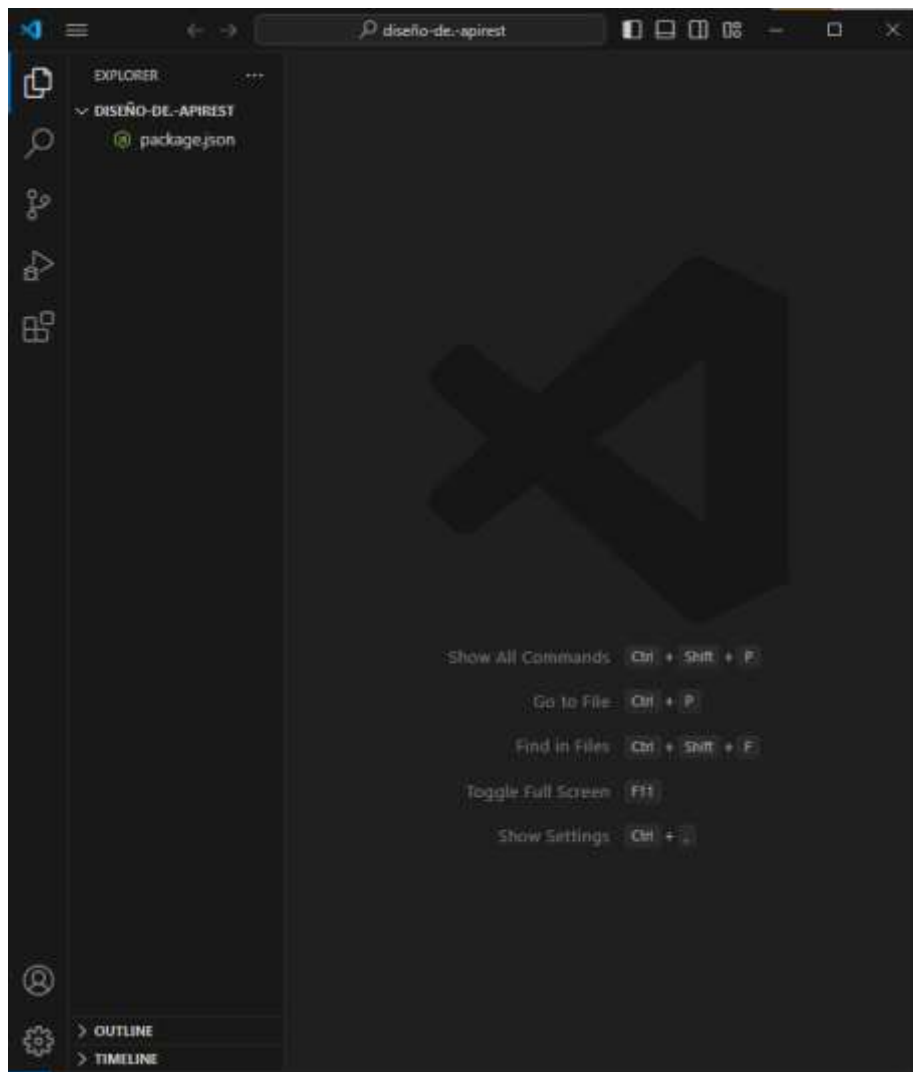 diseño-de.-apirest
EXPLORER ...
DISEÑO-DE.-APIREST
package.json
Show All Commands Ctrl + Shift + P
Go to File Ctrl + P
Find in Files Ctrl + Shift + F
Toggle Full Screen F11
Show Settings Ctrl + ,
OUTLINE
TIMELINE